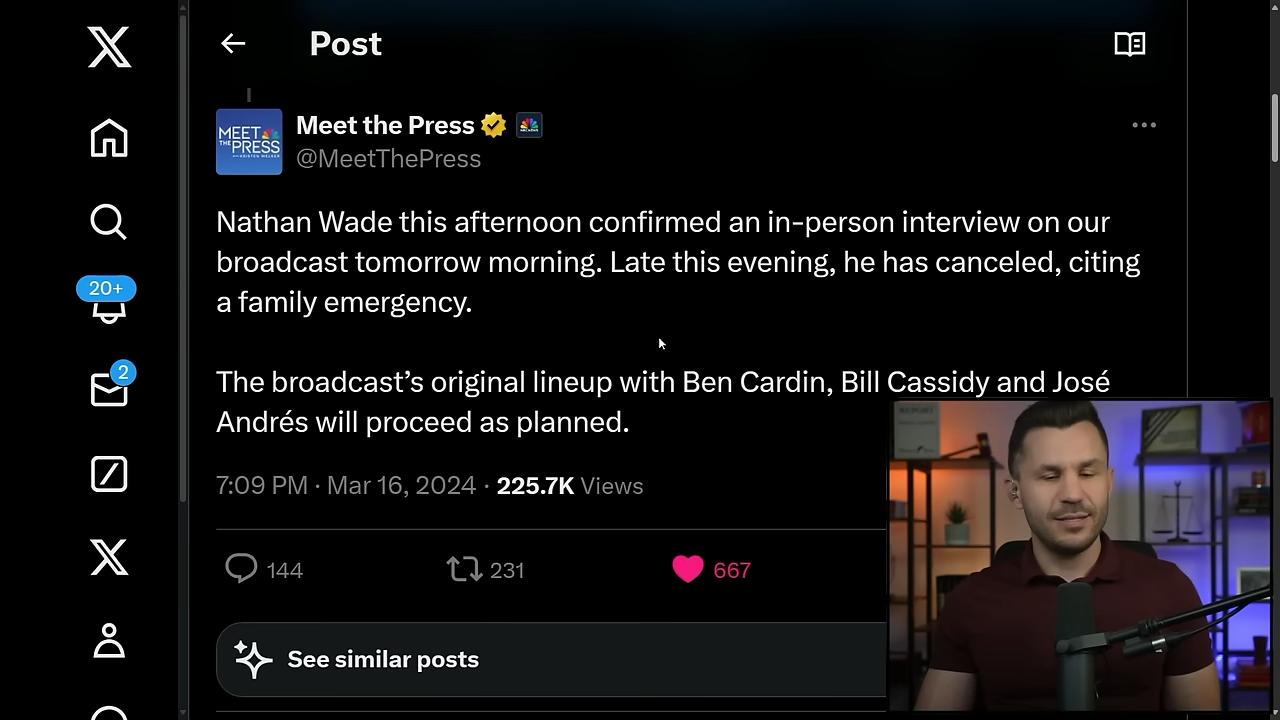 Post
MEET
THE
PRESS
Meet the Press
@MeetThePress
Nathan Wade this afternoon confirmed an in-person interview on our
broadcast tomorrow morning. Late this evening, he has canceled, citing
a family emergency.
20+
The broadcast’s original lineup with Ben Cardin, Bill Cassidy and José
Andrés will proceed as planned.
2
7:09 PM · Mar 16, 2024 · 225.7K Views
144 231 667
See similar posts